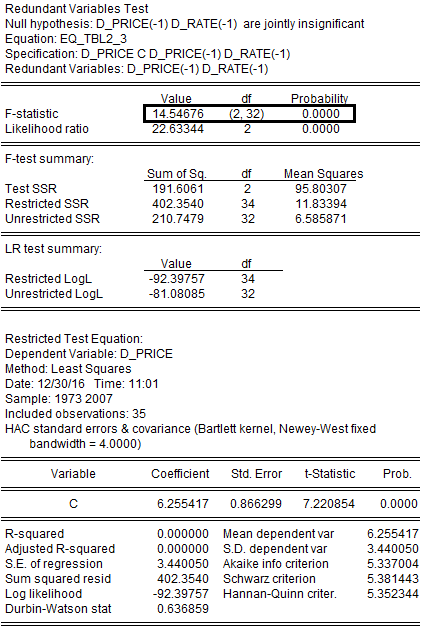 Redundant Variables Test
Null hypothesis: D_PRICE(-1) D_RATE(-1) are jointly insignificant
Equation: EQ_TBL2_3
Specification: D_PRICE C D_PRICE(-1) D_RATE(-1)
Redundant Variables: D_PRICE(-1) D_RATE(-1)
Value df Probability
F-statistic 14.54676 (2, 32) 0.0000
Likelihood ratio 22.63344 2 0.0000
F-test summary:
Sum of Sq. df Mean Squares
Test SSR 191.6061 2 95.80307
Restricted SSR 402.3540 34 11.83394
Unrestricted SSR 210.7479 32 6.585871
LR test summary:
Value df
Restricted LogL -92.39757 34
Unrestricted LogL -81.08085 32
Restricted Test Equation:
Dependent Variable: D_PRICE
Method: Least Squares
Date: 12/30/16 Time: 11:01
Sample: 1973 2007
Included observations: 35
HAC standard errors & covariance (Bartlett kernel, Newey-West fixed
bandwidth = 4.0000)
Variable Coefficient Std. Error t-Statistic Prob.
C 6.255417 0.866299 7.220854 0.0000
R-squared 0.000000 Mean dependent var 6.255417
Adjusted R-squared 0.000000 S.D. dependent var 3.440050
S.E. of regression 3.440050 Akaike info criterion 5.337004
Sum squared resid 402.3540 Schwarz criterion 5.381443
Log likelihood -92.39757 Hannan-Quinn criter. 5.352344
Durbin-Watson stat 0.636859